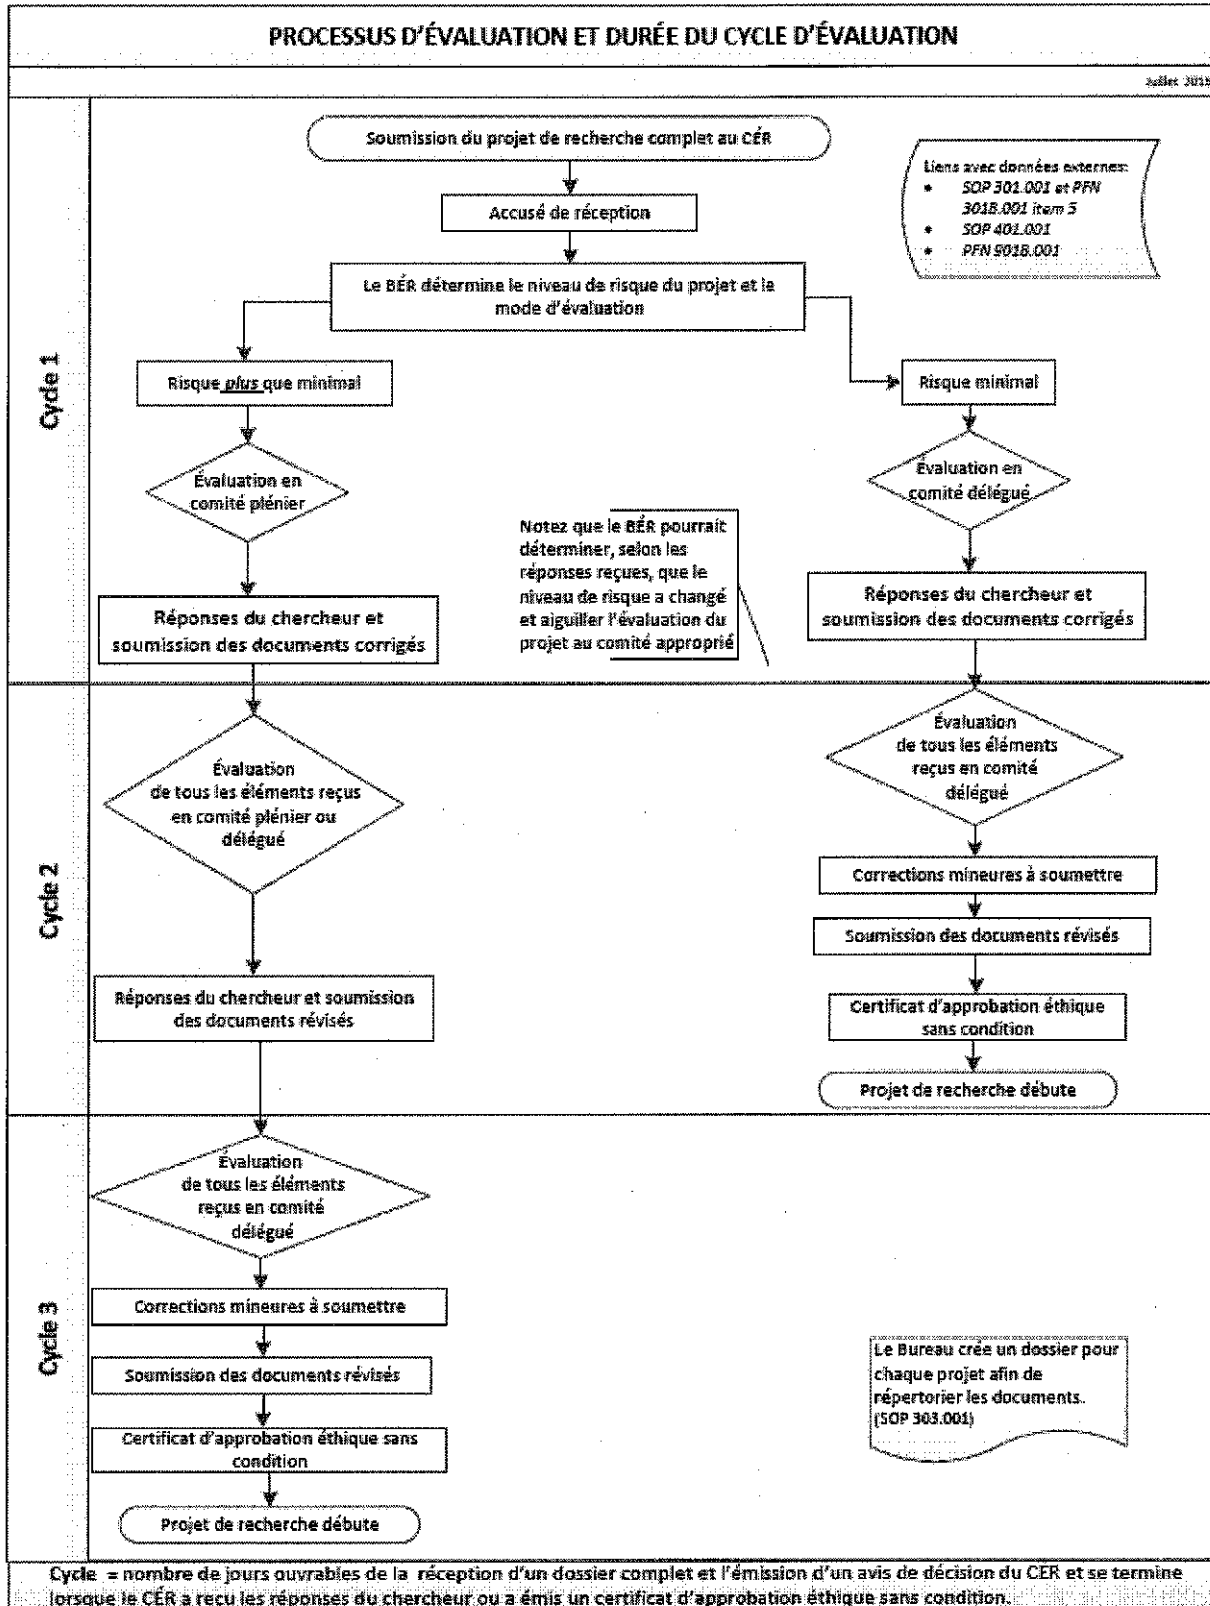 PROCESSUS D'ÉVALUATION ET DURÉE DU CYCLE D'ÉVALUATION
Juillet
Cycle 1
Soumission du projet de recherche complet au CÉR
Accusé de réception
Le BÉR détermine le niveau de risque du projet et le
mode d'évaluation
Liens avec données externes:
• SOP 301.001 et PFN
3018.001 item 5
• SOP 401.001
• PFN 9018.001
Risque plus que minimal
Risque minimal
Évaluation en
comité plénier
Évaluation en
comité délégué
Notez que le BÉR pourrait
déterminer, selon les
réponses reçues, que le
niveau de risque a changé
et aiguiller l'évaluation du
projet au comité approprié
Réponses du chercheur et
soumission des documents corrigés
Réponses du chercheur et
soumission des documents corrigés
Cycle 2
Évaluation
de tous les éléments reçus
en comité plénier ou
délégué
Évaluation
de tous les éléments
reçus en comité
délégué
Corrections mineures à soumettre
Soumission des documents révisés
Réponses du chercheur et soumission
des documents révisés
Certificat d'approbation éthique
sans condition
Projet de recherche débute
Cycle 3
Évaluation
de tous les éléments
reçus en comité
délégué
Corrections mineures à soumettre
Soumission des documents révisés
Certificat d'approbation éthique sans
condition
Projet de recherche débute
Le Bureau crée un dossier pour
chaque projet afin de
répertorier les documents.
(SOP 303.001)
Cycle = nombre de jours ouvrables de la réception d'un dossier complet et l'émission d'un avis de décision du CER et se termine
lorsque le CÉR a reçu les réponses du chercheur ou a émis un certificat d'approbation éthique sans condition.